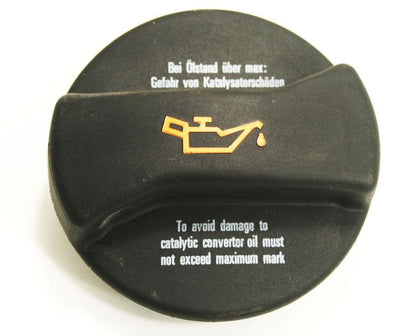 Bei Ölstand über max:
Gefahr von Katalysatorschäden
To avoid damage to
catalytic converter oil must
not exceed maximum mark